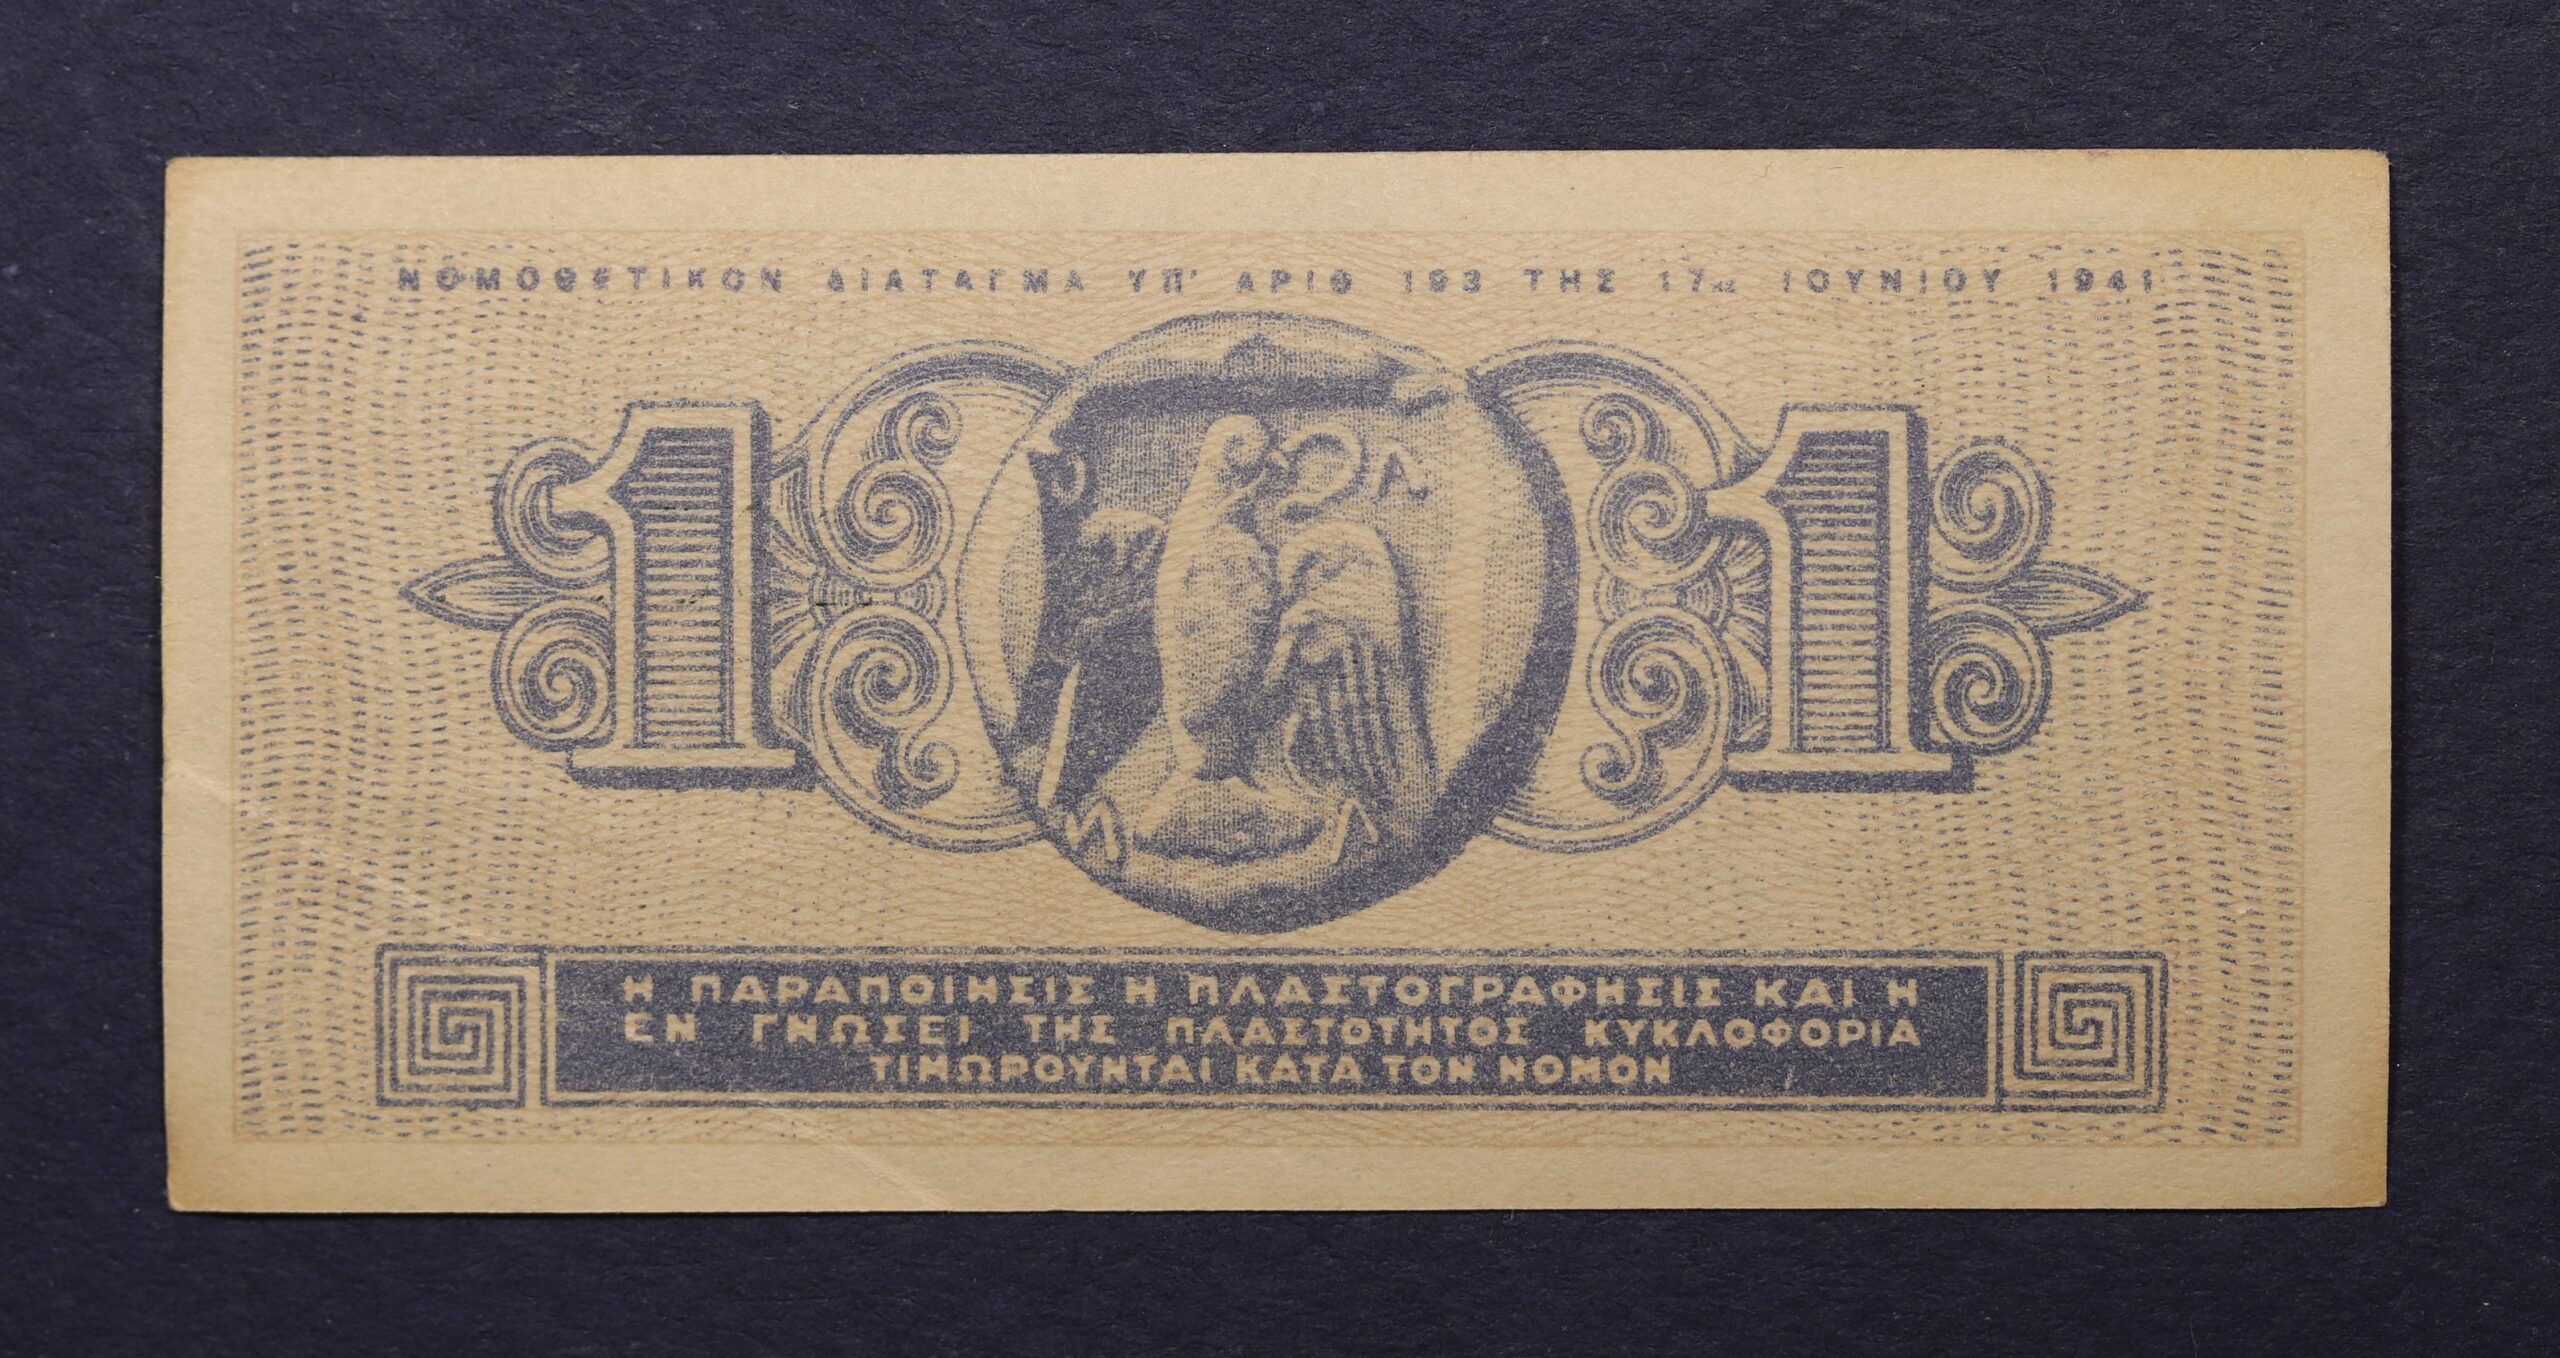 ΝΟΜΟΘΕΤΙΚΟΝ ΔΙΑΤΑΓΜΑ ΥΠ' ΑΡΙΘ 193 ΤΗΣ 17ης ΙΟΥΝΙΟΥ 1941
1 1
Η ΠΑΡΑΠΟΙΗΣΙΣ Η ΠΛΑΣΤΟΓΡΑΦΗΣΙΣ ΚΑΙ Η
ΕΝ ΓΝΩΣΕΙ ΤΗΣ ΠΛΑΣΤΟΤΗΤΟΣ ΚΥΚΛΟΦΟΡΙΑ
ΤΙΜΩΡΟΥΝΤΑΙ ΚΑΤΑ ΤΟΝ ΝΟΜΟΝ